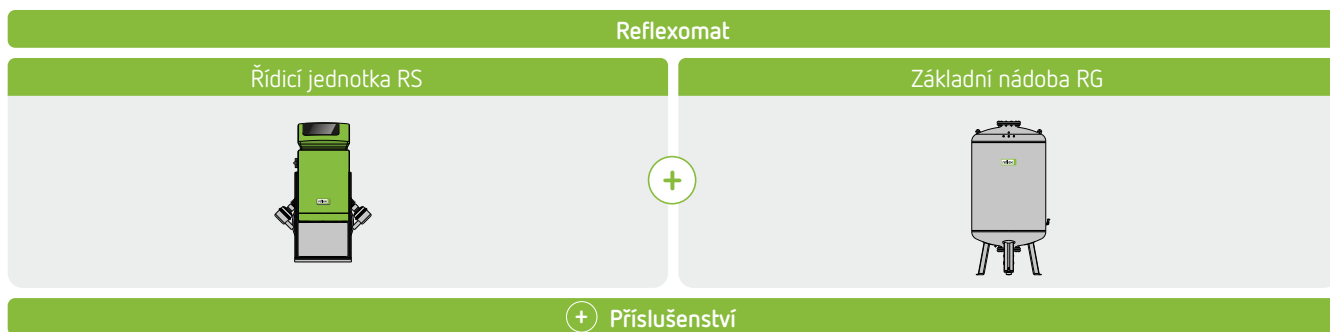 Reflexomat
Řídicí jednotka RS
Základní nádoba RG
+
+ Příslušenství